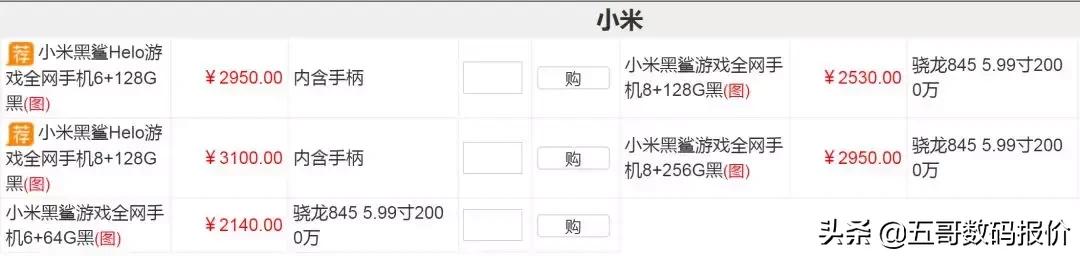 小米
荐 小米黑鲨Helo游
戏全网手机6+128G
黑(图)
￥2950.00
内含手柄
购
小米黑鲨游戏全网手
机8+128G黑(图)
￥2530.00
骁龙845 5.99寸200
0万
荐 小米黑鲨Helo游
戏全网手机8+128G
黑(图)
￥3100.00
内含手柄
购
小米黑鲨游戏全网手
机8+256G黑(图)
￥2950.00
骁龙845 5.99寸200
0万
小米黑鲨游戏全网手
机6+64G黑(图)
￥2140.00
骁龙845 5.99寸200
0万
购
头条 @五哥数码报价